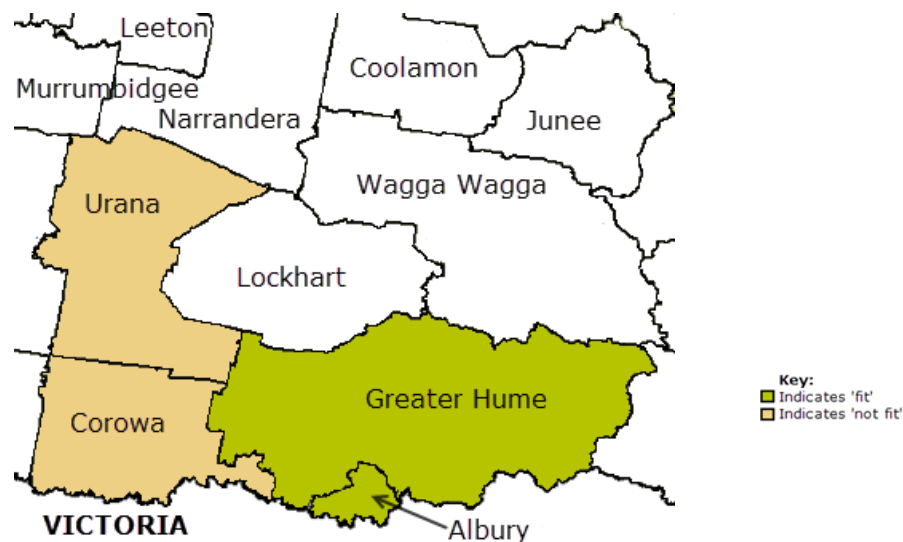 Leeton
Coolamon
Murrumbidgee
Narrandera
Junee
Wagga Wagga
Urana
Lockhart
Key:
Indicates 'fit'
Indicates 'not fit'
Greater Hume
Corowa
VICTORIA
Albury